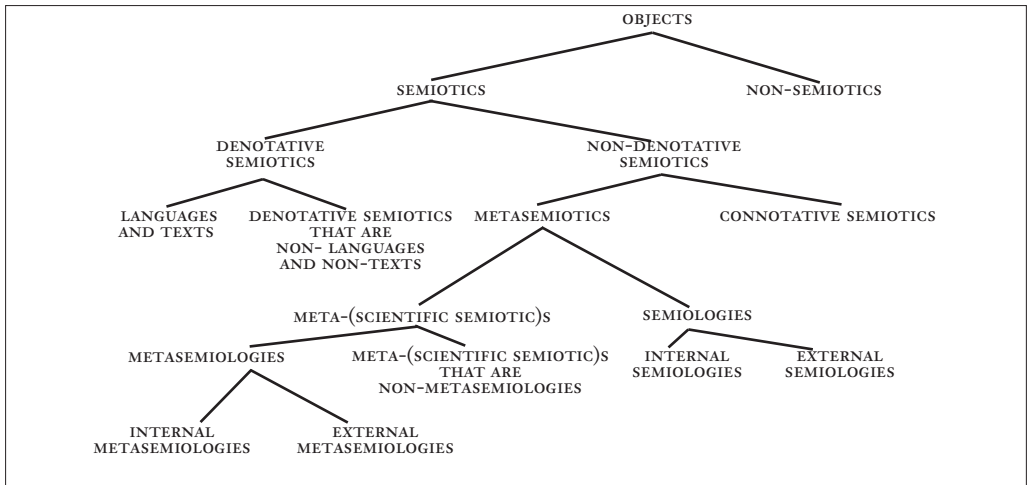 OBJECTS
SEMIOTICS
NON-SEMIOTICS
DENOTATIVE
SEMIOTICS
NON-DENOTATIVE
SEMIOTICS
LANGUAGES
AND TEXTS
DENOTATIVE SEMIOTICS
THAT ARE
NON- LANGUAGES
AND NON-TEXTS
METASEMIOTICS
CONNOTATIVE SEMIOTICS
META-(SCIENTIFIC SEMIOTIC)S
SEMIOLOGIES
METASEMIOLOGIES
META-(SCIENTIFIC SEMIOTIC)S
THAT ARE
NON-METASEMIOLOGIES
INTERNAL
SEMIOLOGIES
EXTERNAL
SEMIOLOGIES
INTERNAL
METASEMIOLOGIES
EXTERNAL
METASEMIOLOGIES